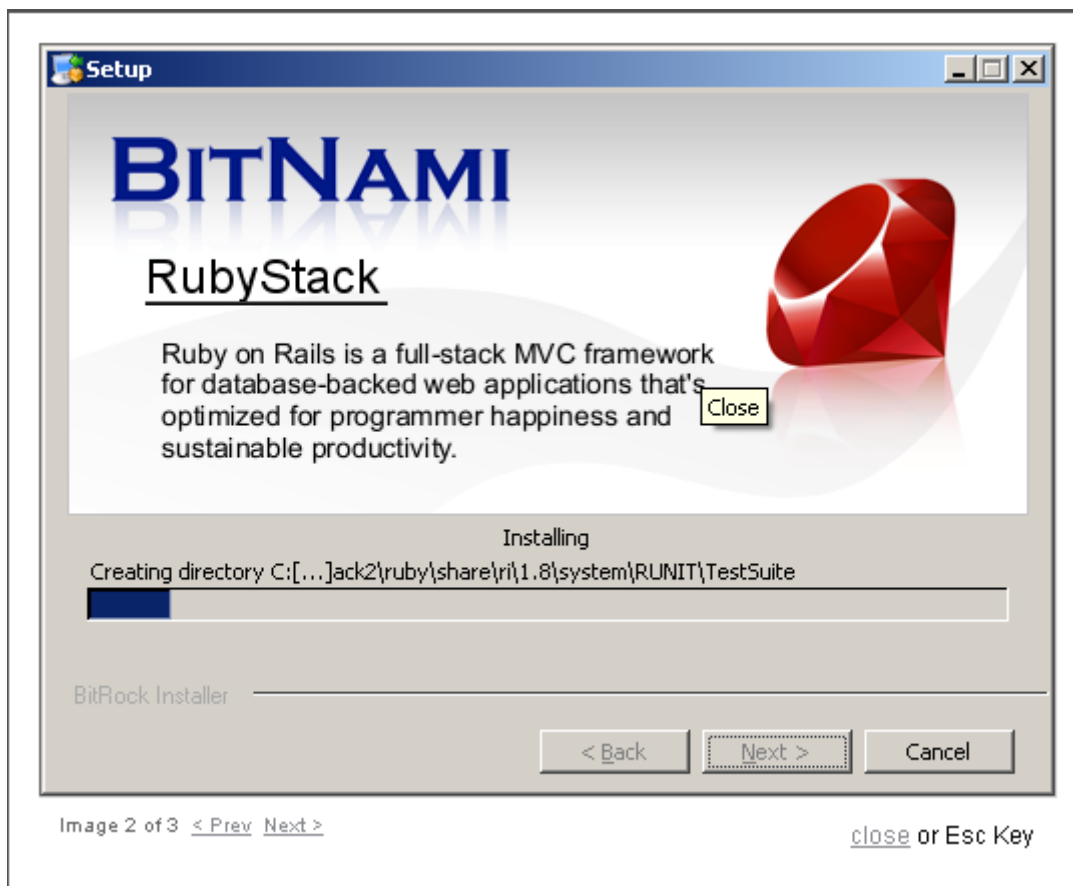 Setup
BITNAMI
RubyStack
Ruby on Rails is a full-stack MVC framework
for database-backed web applications that's
optimized for programmer happiness and
sustainable productivity.
Close
Installing
Creating directory C:[...]ack2\ruby\share\ri\1.8\system\RUNIT\TestSuite
BitRock Installer
< Back Next > Cancel
Image 2 of 3 < Prev Next >
close or Esc Key